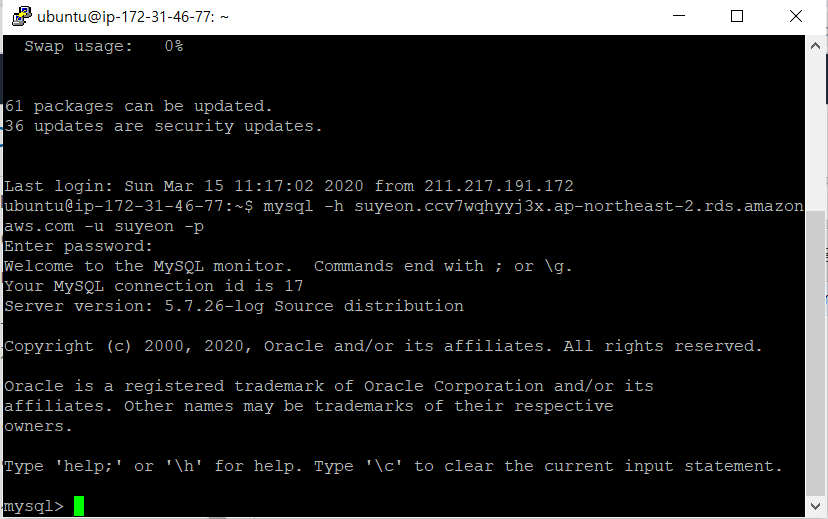 ubuntu@ip-172-31-46-77: ~
Swap usage:   0%
61 packages can be updated.
36 updates are security updates.
Last login: Sun Mar 15 11:17:02 2020 from 211.217.191.172
ubuntu@ip-172-31-46-77:~$ mysql -h suyeon.ccv7wqhyyj3x.ap-northeast-2.rds.amazon
aws.com -u suyeon -p
Enter password:
Welcome to the MySQL monitor.  Commands end with ; or \g.
Your MySQL connection id is 17
Server version: 5.7.26-log Source distribution
Copyright (c) 2000, 2020, Oracle and/or its affiliates. All rights reserved.
Oracle is a registered trademark of Oracle Corporation and/or its
affiliates. Other names may be trademarks of their respective
owners.
Type 'help;' or '\h' for help. Type '\c' to clear the current input statement.
mysql>